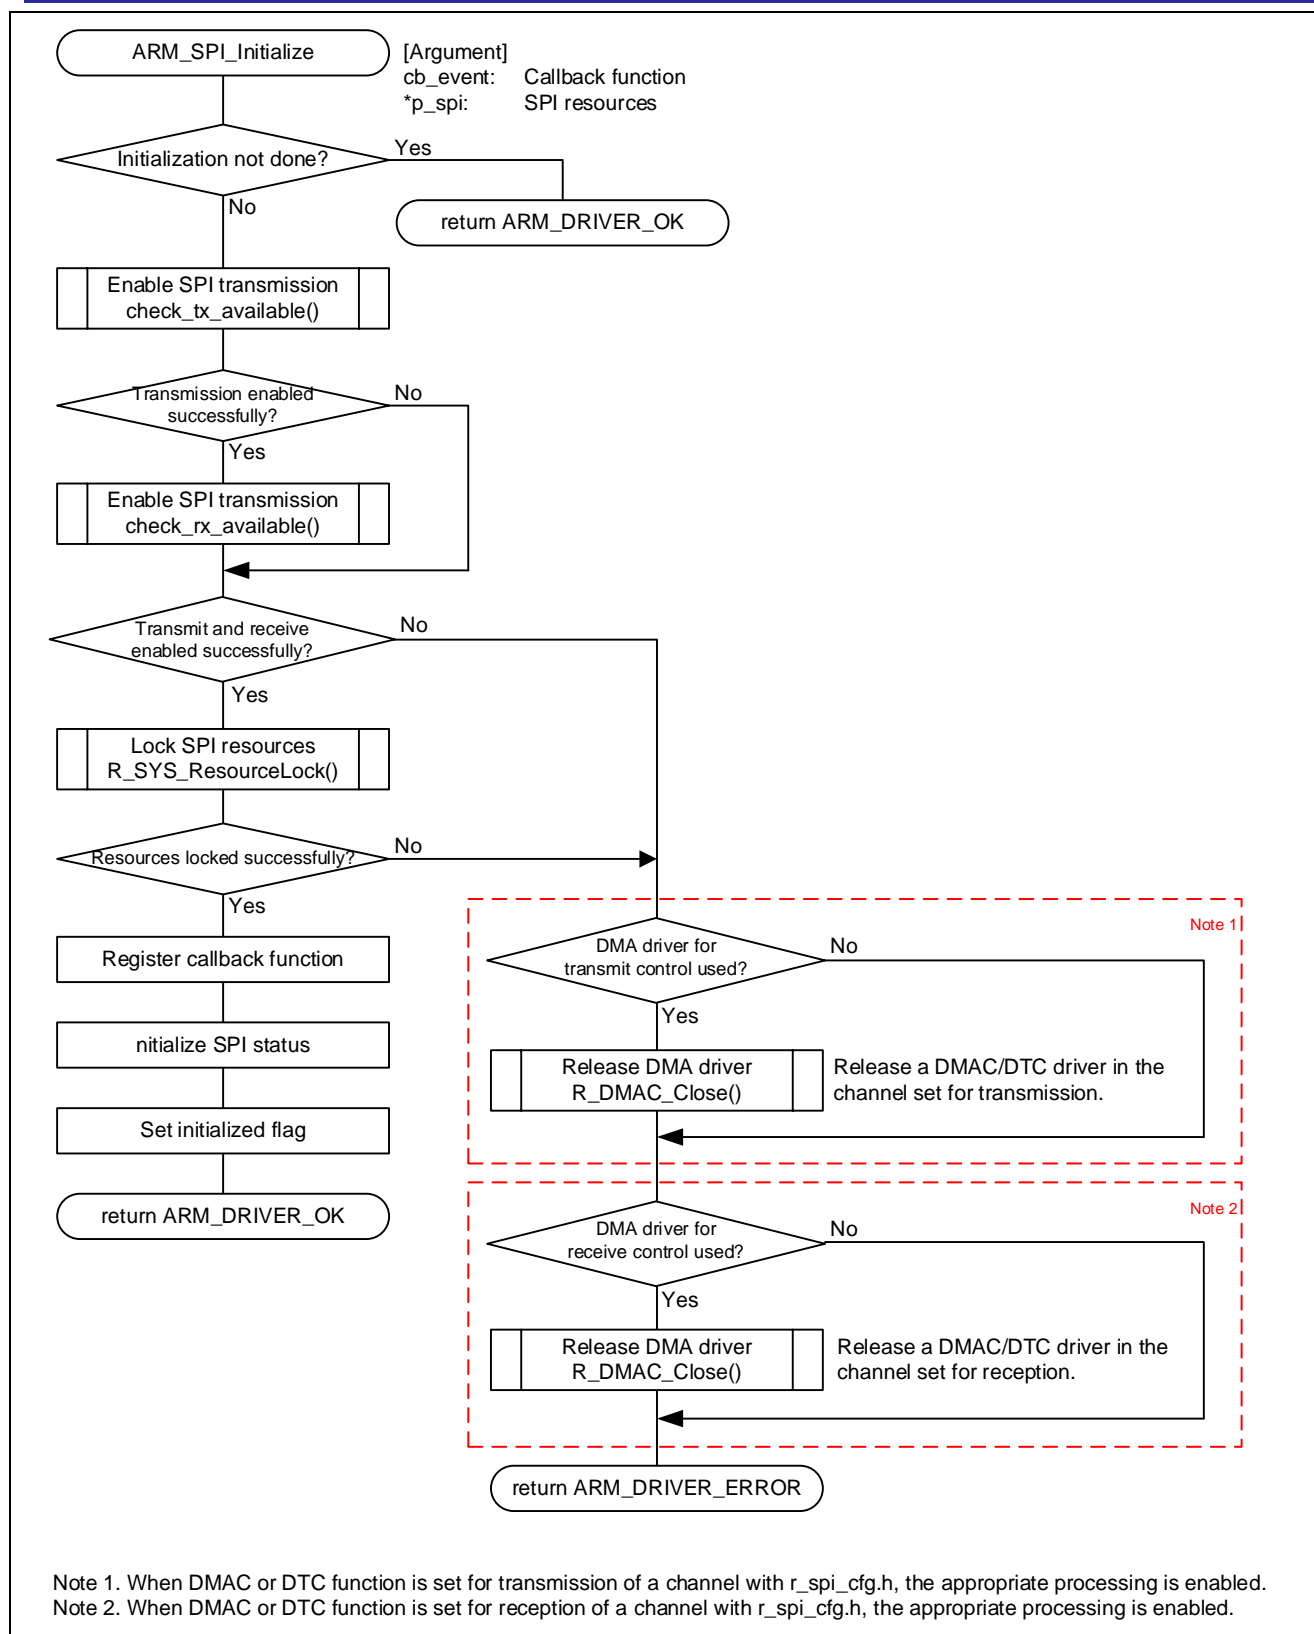 ARM_SPI_Initialize
[Argument]
cb_event: Callback function
*p_spi: SPI resources
Initialization not done?
Yes
No
return ARM_DRIVER_OK
Enable SPI transmission
check_tx_available()
Transmission enabled
successfully?
No
Yes
Enable SPI transmission
check_rx_available()
Transmit and receive
enabled successfully?
No
Yes
Lock SPI resources
R_SYS_ResourceLock()
Resources locked successfully?
No
Yes
Register callback function
nitialize SPI status
Set initialized flag
return ARM_DRIVER_OK
Note 1
DMA driver for
transmit control used?
No
Yes
Release DMA driver
R_DMAC_Close()
Release a DMAC/DTC driver in the
channel set for transmission.
Note 2
DMA driver for
receive control used?
No
Yes
Release DMA driver
R_DMAC_Close()
Release a DMAC/DTC driver in the
channel set for reception.
return ARM_DRIVER_ERROR
Note 1. When DMAC or DTC function is set for transmission of a channel with r_spi_cfg.h, the appropriate processing is enabled.
Note 2. When DMAC or DTC function is set for reception of a channel with r_spi_cfg.h, the appropriate processing is enabled.